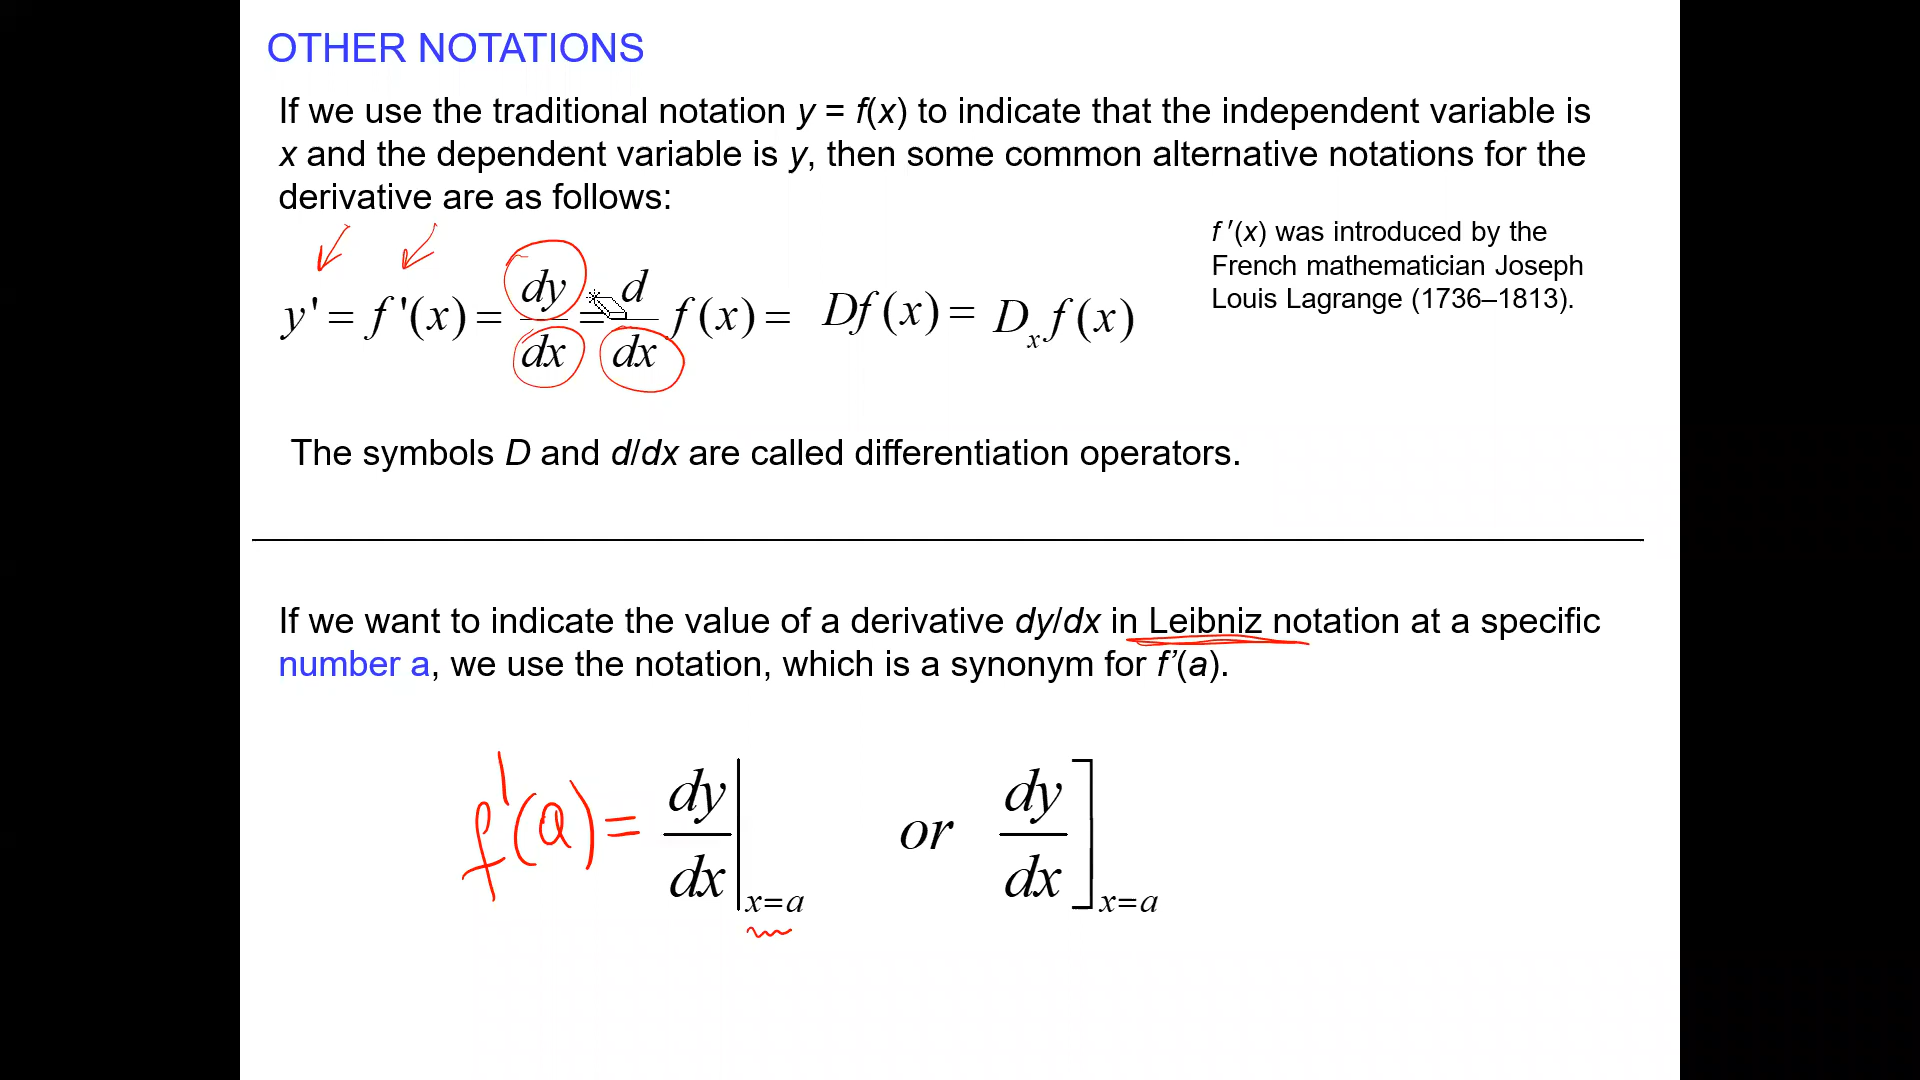 OTHER NOTATIONS
If we use the traditional notation y = f(x) to indicate that the independent variable is
x and the dependent variable is y, then some common alternative notations for the
derivative are as follows:
f ′(x) was introduced by the
French mathematician Joseph
Louis Lagrange (1736–1813).
y' = f '(x) = dy/dx = d/dx f(x) = Df(x) = D_x f(x)
The symbols D and d/dx are called differentiation operators.
If we want to indicate the value of a derivative dy/dx in Leibniz notation at a specific
number a, we use the notation, which is a synonym for f’(a).
f'(a) = dy/dx|x=a or dy/dx]x=a